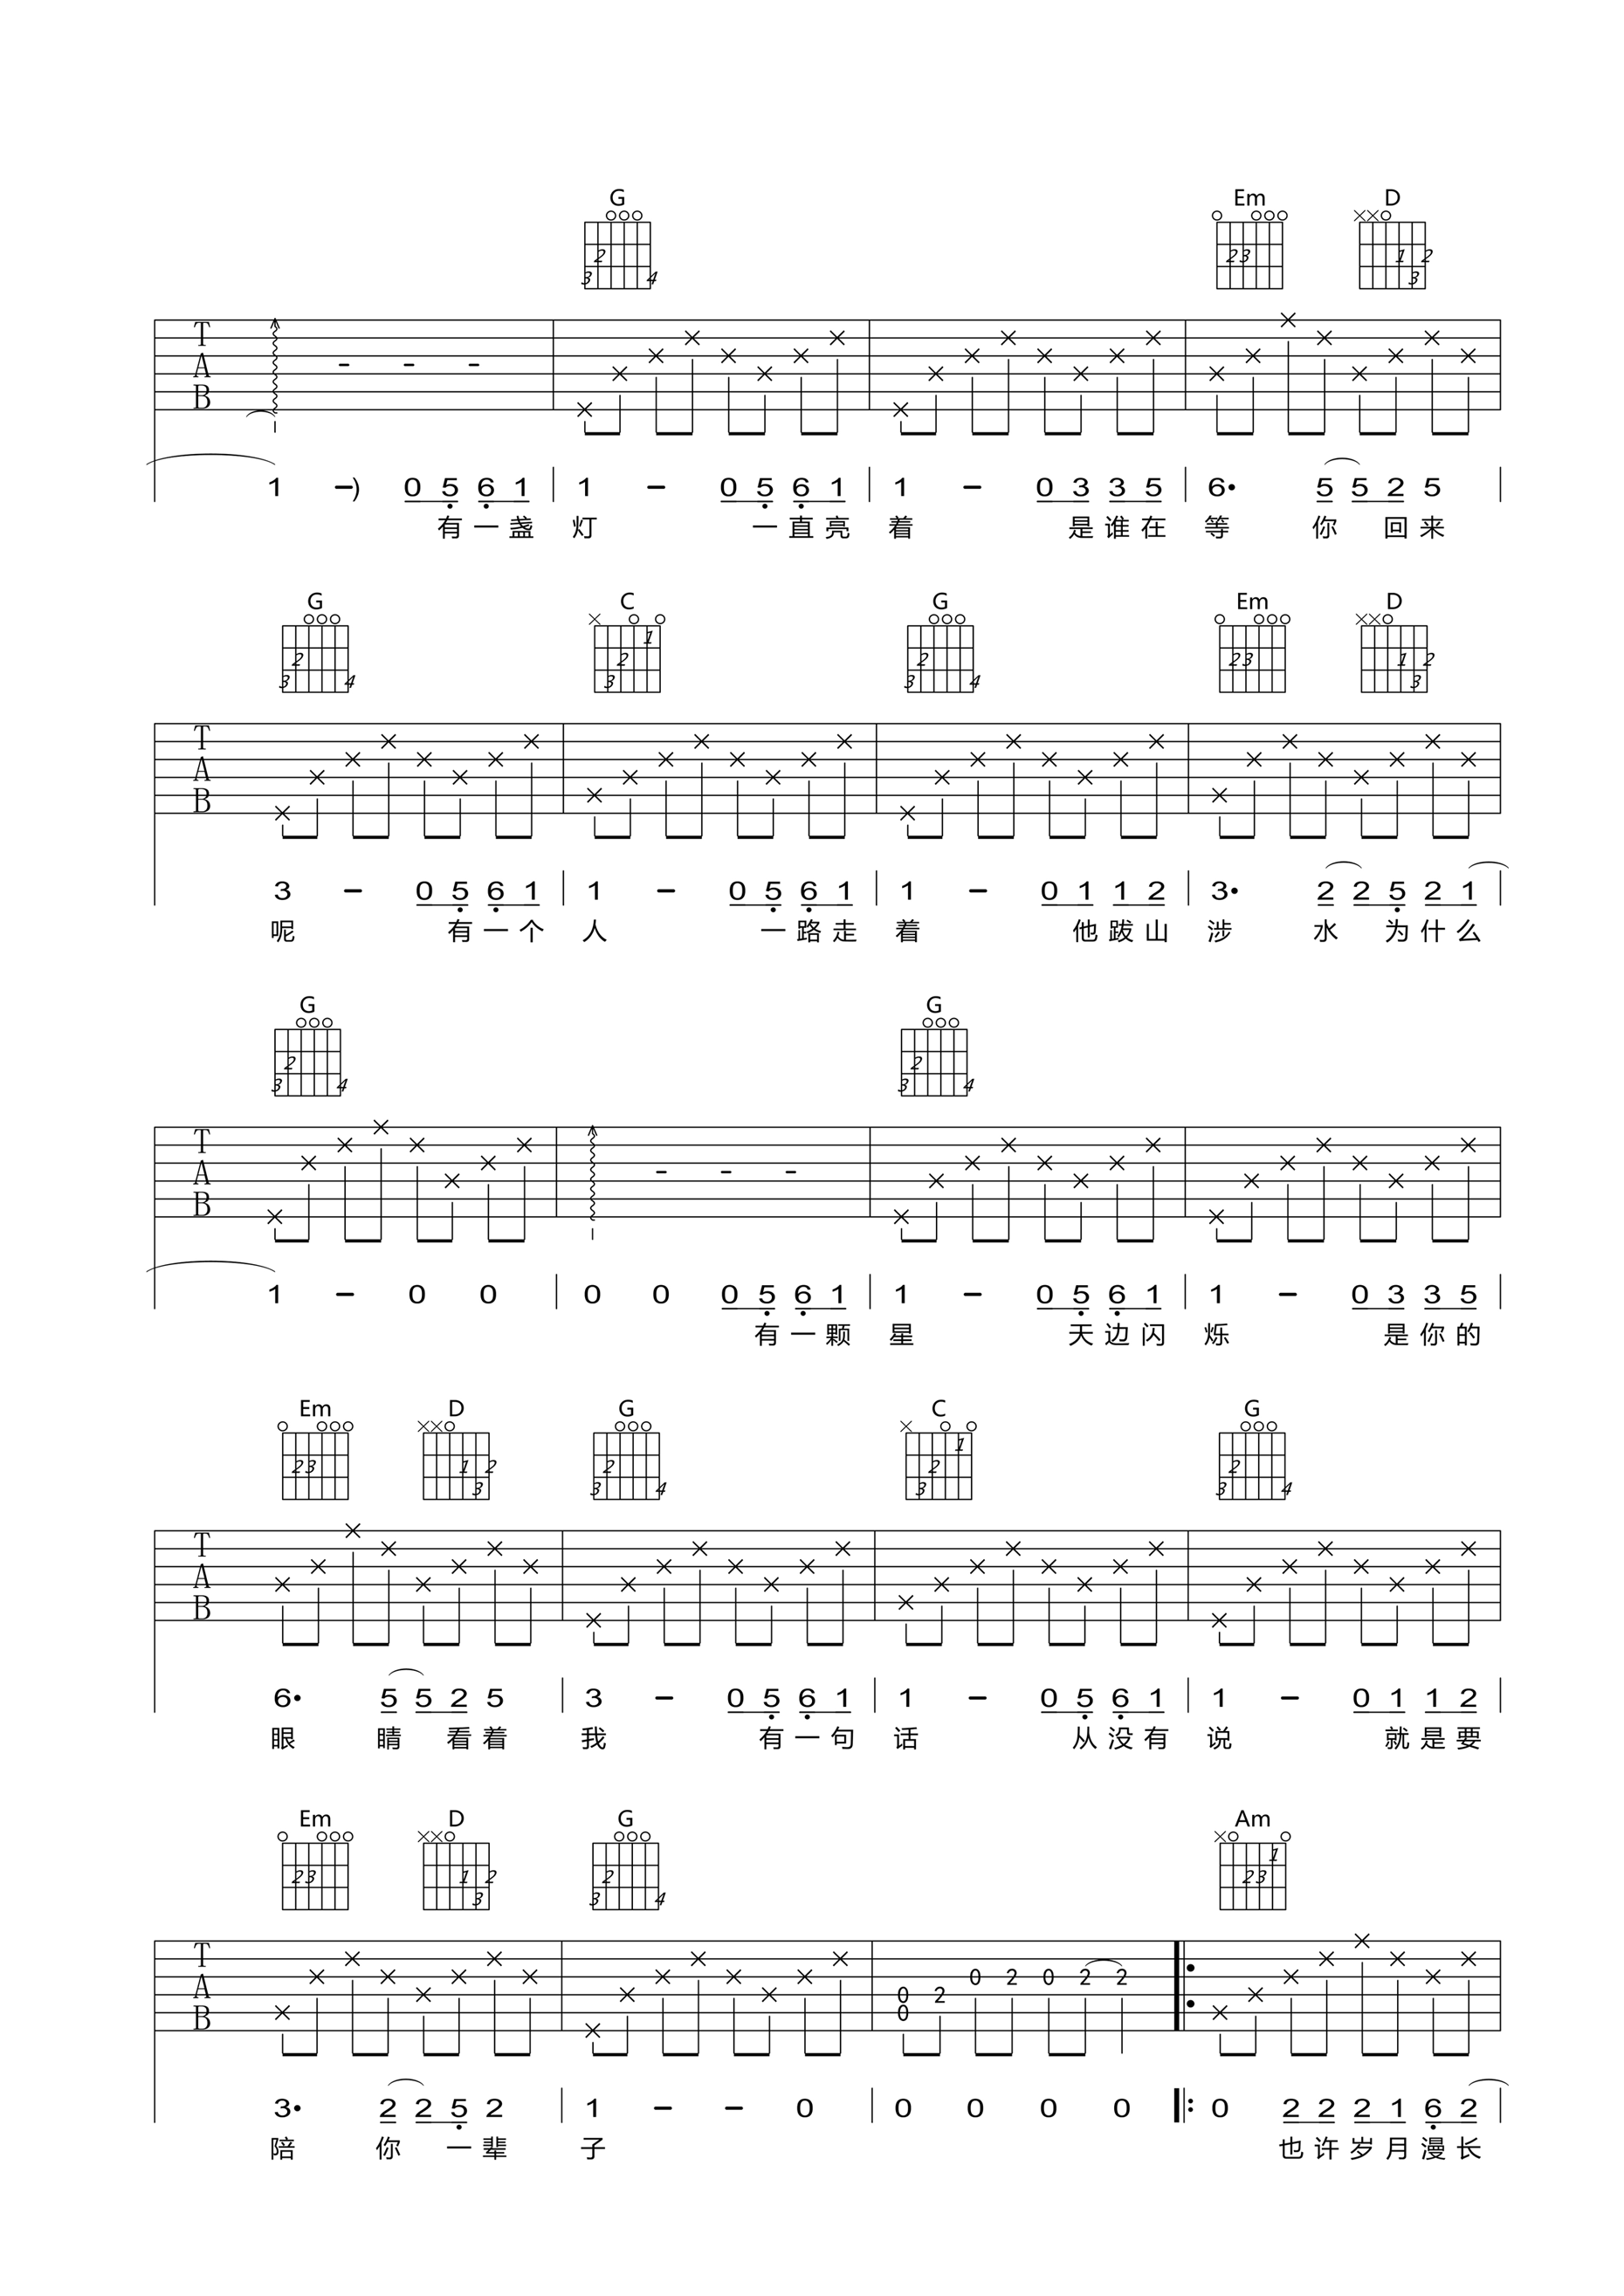 G Em D
T A B
1 - ) 0 5 6 1 1 - 0 5 6 1 1 - 0 3 3 5 6· 5 5 2 5
有 一 盏 灯 一 直 亮 着 是 谁 在 等 你 回 来
G C G Em D
T A B
3 - 0 5 6 1 1 - 0 5 6 1 1 - 0 1 1 2 3· 2 2 5 2 1
呢 有 一 个 人 一 路 走 着 他 跋 山 涉 水 为 什 么
G G
T A B
1 - 0 0 0 0 0 5 6 1 1 - 0 5 6 1 1 - 0 3 3 5
有 一 颗 星 天 边 闪 烁 是 你 的
Em D G C G
T A B
6· 5 5 2 5 3 - 0 5 6 1 1 - 0 5 6 1 1 - 0 1 1 2
眼 睛 看 着 我 有 一 句 话 从 没 有 说 就 是 要
Em D G Am
T A B 0 0 2 0 2 0 2 2
3· 2 2 5 2 1 - - 0 0 0 0 0 0 2 2 2 1 6 2
陪 你 一 辈 子 也 许 岁 月 漫 长